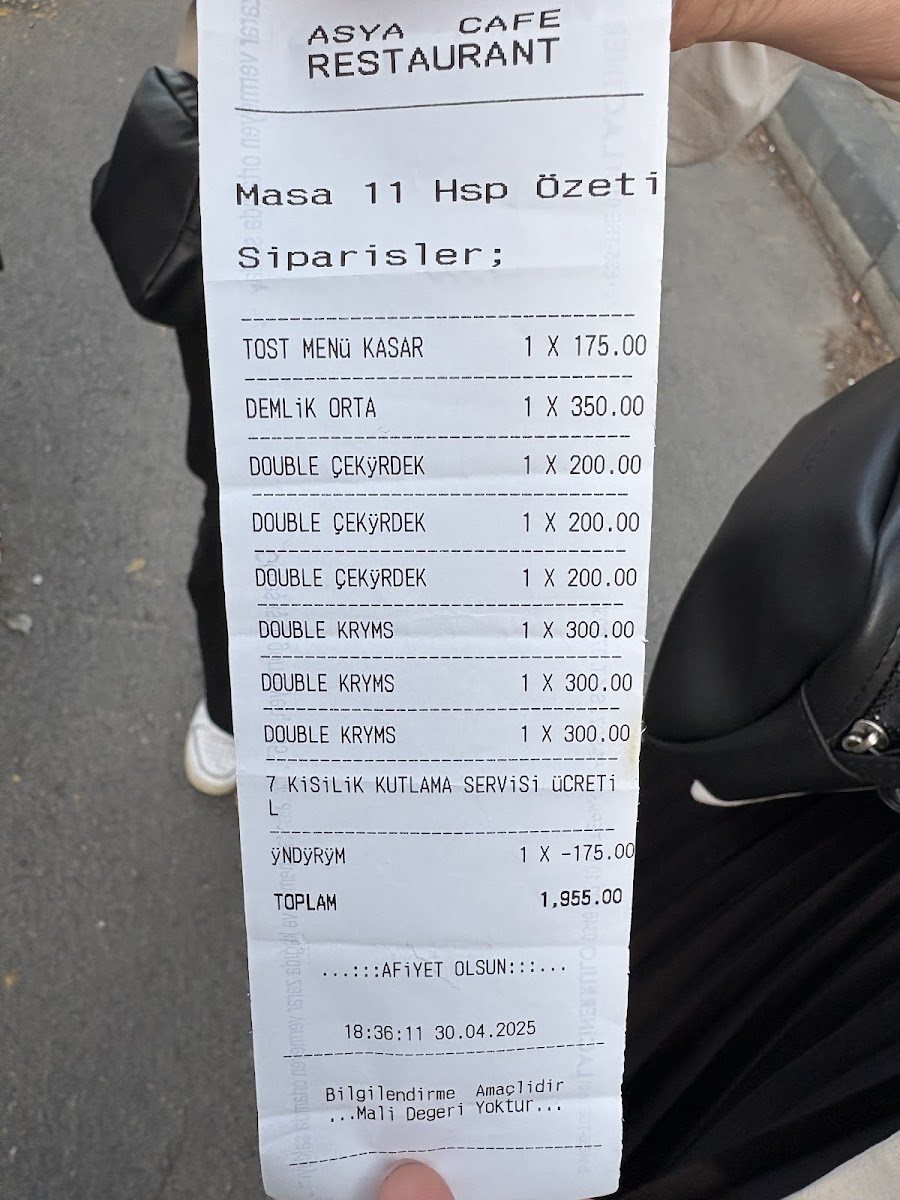 ASYA CAFE
RESTAURANT
Masa 11 Hsp Özeti
Siparisler;
TOST MENü KASAR 1 X 175.00
DEMLiK ORTA 1 X 350.00
DOUBLE ÇEKÿRDEK 1 X 200.00
DOUBLE ÇEKÿRDEK 1 X 200.00
DOUBLE ÇEKÿRDEK 1 X 200.00
DOUBLE KRYMS 1 X 300.00
DOUBLE KRYMS 1 X 300.00
DOUBLE KRYMS 1 X 300.00
7 KiSiLiK KUTLAMA SERViSi üCRETi
L
ÿNDÿRÿM 1 X -175.00
TOPLAM 1,955.00
...:::AFiYET OLSUN:::...
18:36:11 30.04.2025
Bilgilendirme Amaçlidir
...Mali Degeri Yoktur...